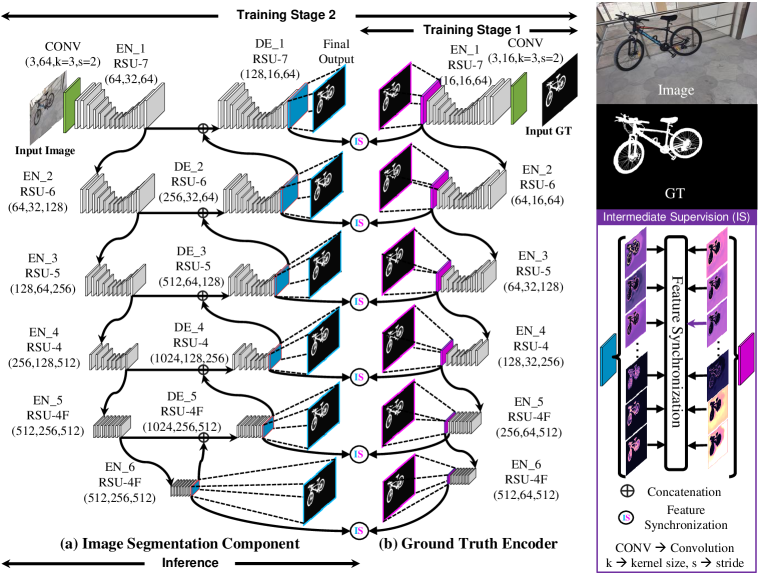 Training Stage 2
Training Stage 1
CONV
(3,64,k=3,s=2)
EN_1
RSU-7
(64,32,64)
DE_1
RSU-7
(128,16,64)
Final
Output
EN_1
RSU-7
(16,16,64)
CONV
(3,16,k=3,s=2)
Input Image
Input GT
IS
EN_2
RSU-6
(64,32,128)
DE_2
RSU-6
(256,32,64)
EN_2
RSU-6
(64,16,64)
IS
EN_3
RSU-5
(128,64,256)
DE_3
RSU-5
(512,64,128)
EN_3
RSU-5
(64,32,128)
IS
EN_4
RSU-4
(256,128,512)
DE_4
RSU-4
(1024,128,256)
EN_4
RSU-4
(128,32,256)
IS
EN_5
RSU-4F
(512,256,512)
DE_5
RSU-4F
(1024,256,512)
EN_5
RSU-4F
(256,64,512)
IS
EN_6
RSU-4F
(512,256,512)
EN_6
RSU-4F
(512,64,512)
IS
(a) Image Segmentation Component
(b) Ground Truth Encoder
Inference
Image
GT
Intermediate Supervision (IS)
Feature Synchronization
⊕ Concatenation
IS Feature
Synchronization
CONV → Convolution
k → kernel size, s → stride